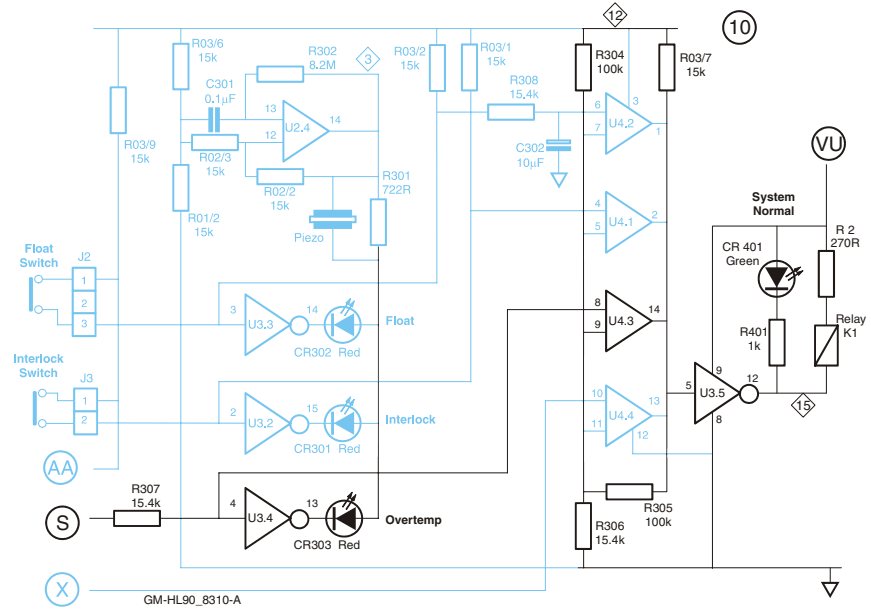 12
10
R03/6
15k
R302
8.2M
3
R03/2
15k
R03/1
15k
R304
100k
R03/7
15k
C301
0.1µF
13
12
U2.4
14
R308
15.4k
6
7
3
U4.2
1
VU
R03/9
15k
R02/3
15k
C302
10µF
R02/2
15k
R301
722R
R01/2
15k
Piezo
4
5
U4.1
2
System
Normal
R 2
270R
Float
Switch
J2
1
2
3
CR 401
Green
3
U3.3
14
CR302
Red
Float
8
9
U4.3
14
R401
1k
Relay
K1
Interlock
Switch
J3
1
2
2
U3.2
15
CR301
Red
Interlock
10
11
U4.4
13
12
5
9
U3.5
12
8
15
AA
S
R307
15.4k
4
U3.4
13
CR303
Red
Overtemp
R306
15.4k
R305
100k
X
GM-HL90_8310-A